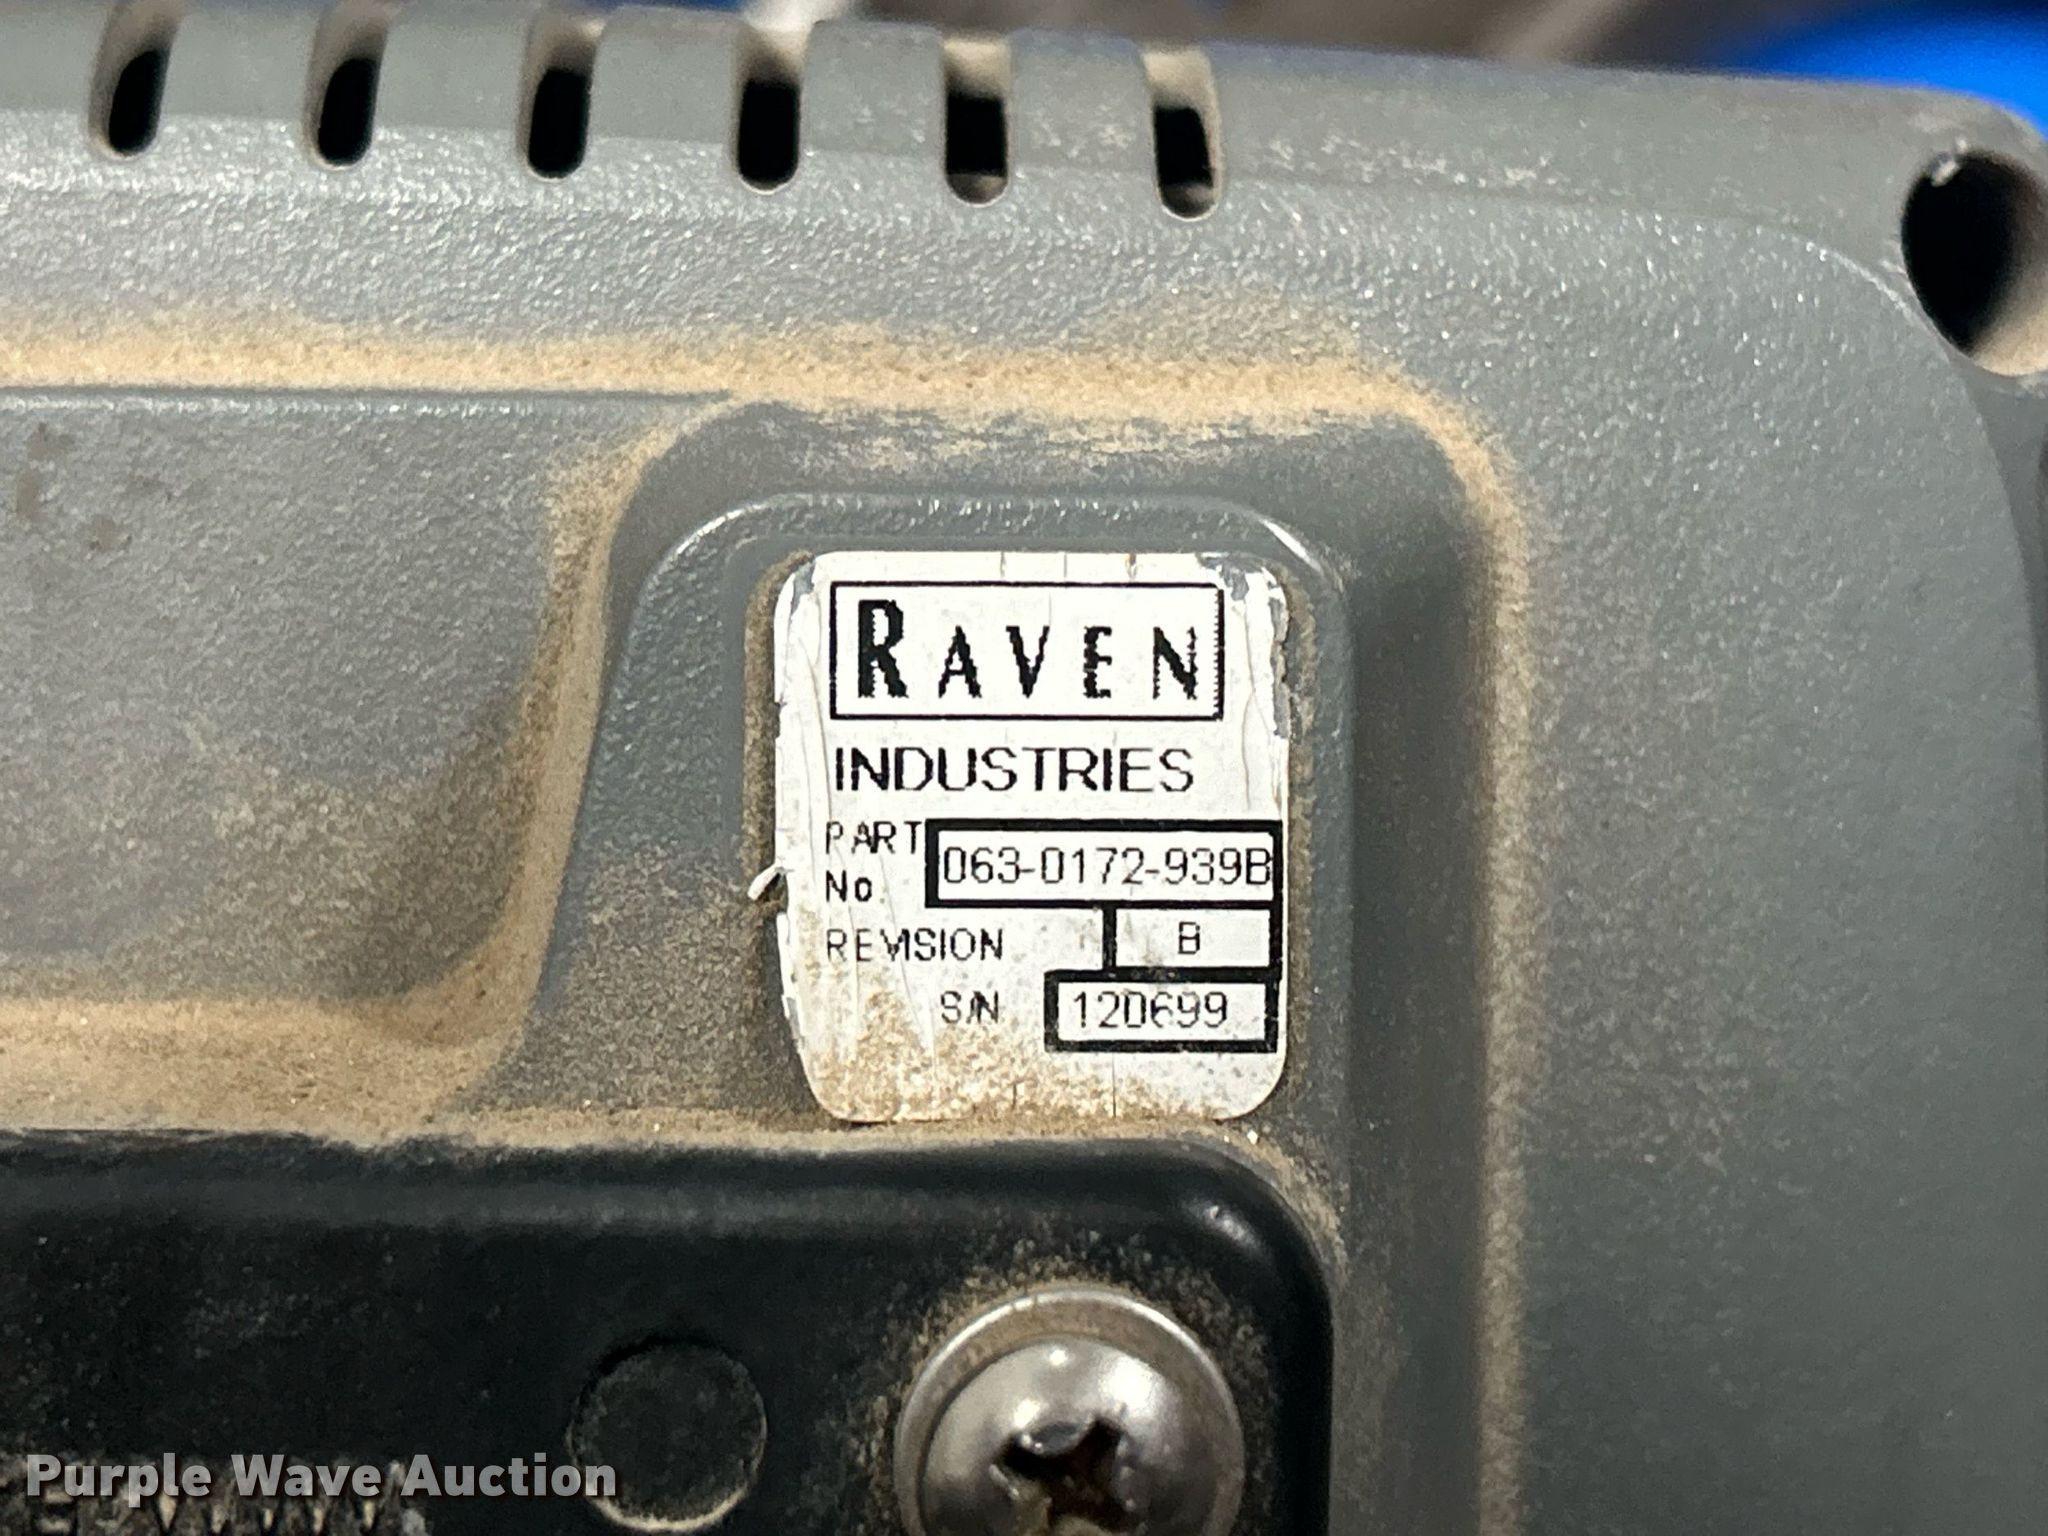 RAVEN
INDUSTRIES
PART No. 063-0172-939B
REVISION B
S/N 120699
Purple Wave Auction